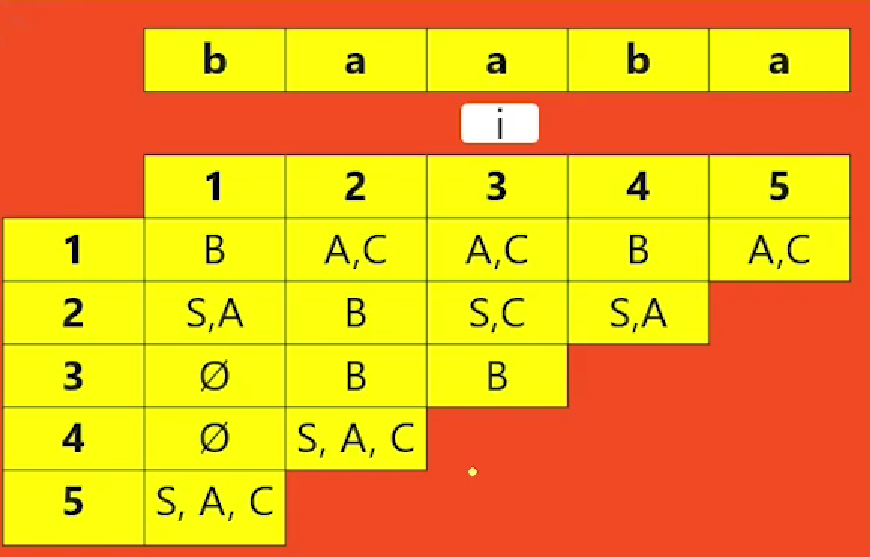 b a a b a
i
1 2 3 4 5
1 B A,C A,C B A,C
2 S,A B S,C S,A
3 Ø B B
4 Ø S, A, C
5 S, A, C